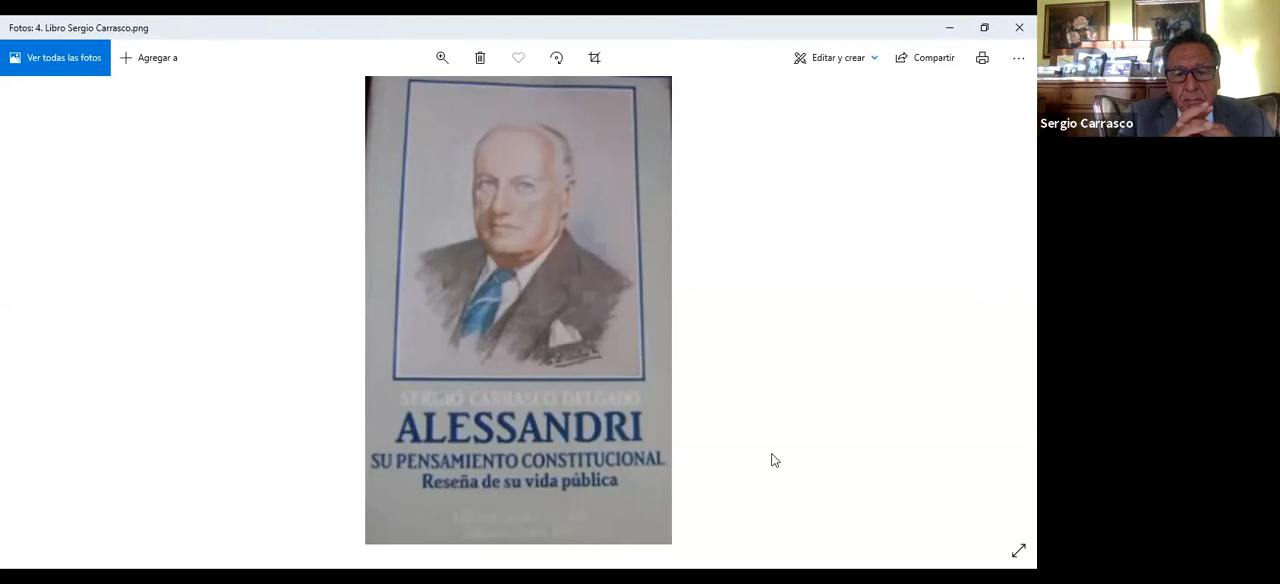 Fotos: 4. Libro Sergio Carrasco.png
Ver todas las fotos
Agregar a
Editar y crear
Compartir
Sergio Carrasco
SERGIO CARRASCO DELGADO
ALESSANDRI
SU PENSAMIENTO CONSTITUCIONAL
Reseña de su vida pública